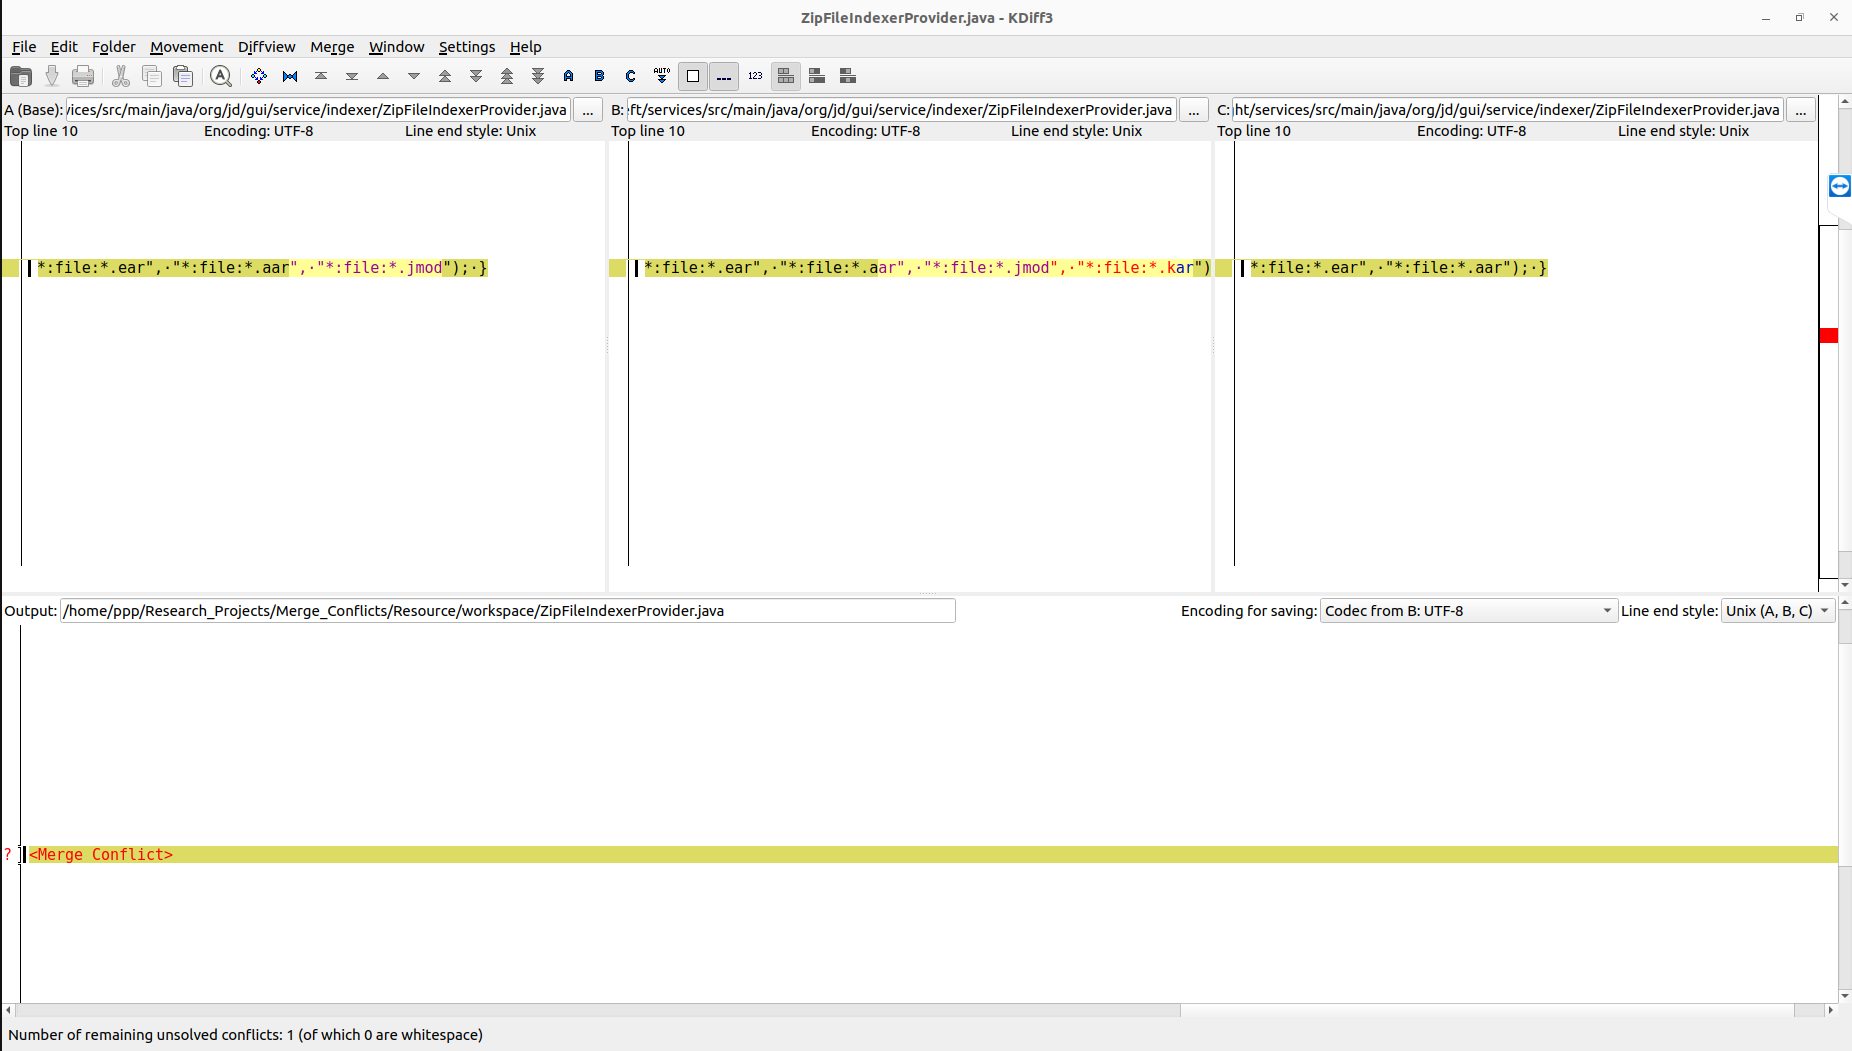 ZipFileIndexerProvider.java - KDiff3
File Edit Folder Movement Diffview Merge Window Settings Help
A B C AUTO 123
A (Base): /ices/src/main/java/org/jd/gui/service/indexer/ZipFileIndexerProvider.java ...
Top line 10 Encoding: UTF-8 Line end style: Unix
*:file:*.ear",·"*:file:*.aar",·"*:file:*.jmod");·}
B: ft/services/src/main/java/org/jd/gui/service/indexer/ZipFileIndexerProvider.java ...
Top line 10 Encoding: UTF-8 Line end style: Unix
*:file:*.ear",·"*:file:*.aar",·"*:file:*.jmod",·"*:file:*.kar")
C: ht/services/src/main/java/org/jd/gui/service/indexer/ZipFileIndexerProvider.java ...
Top line 10 Encoding: UTF-8 Line end style: Unix
*:file:*.ear",·"*:file:*.aar");·}
Output: /home/ppp/Research_Projects/Merge_Conflicts/Resource/workspace/ZipFileIndexerProvider.java Encoding for saving: Codec from B: UTF-8 Line end style: Unix (A, B, C)
? <Merge Conflict>
Number of remaining unsolved conflicts: 1 (of which 0 are whitespace)